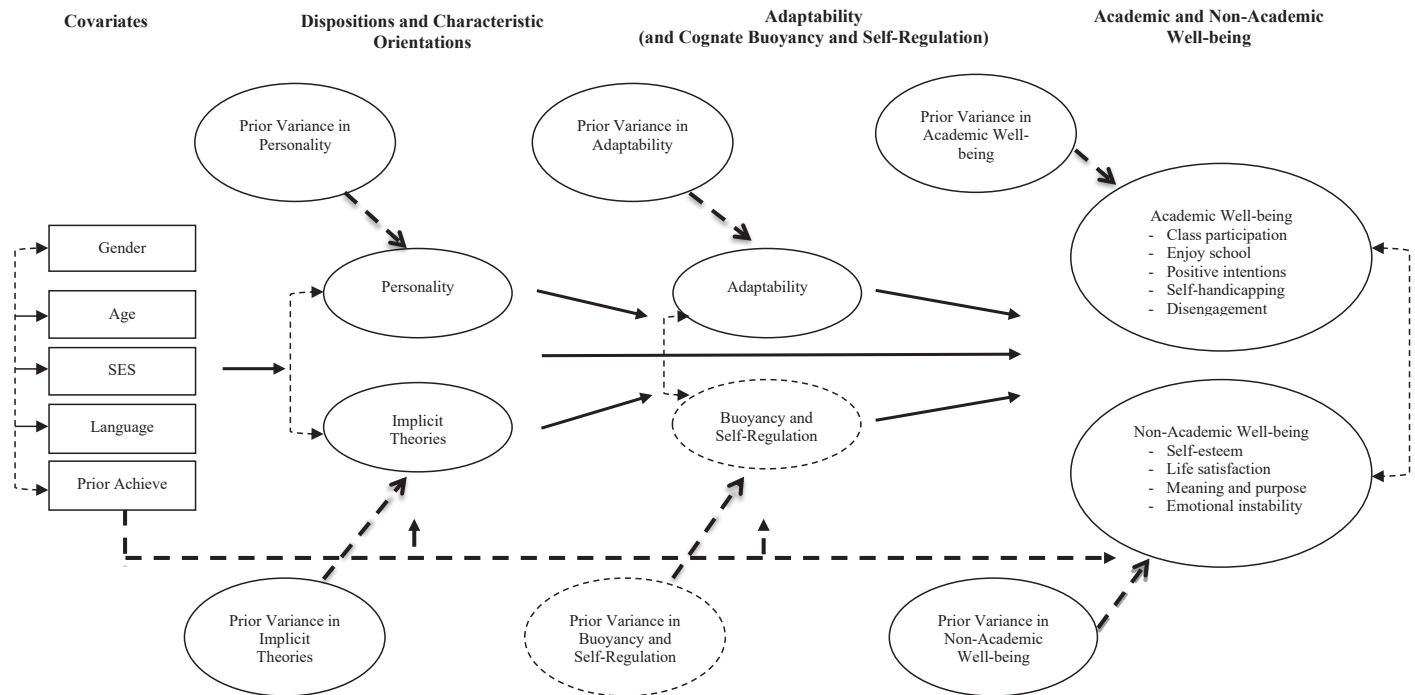 Covariates
Dispositions and Characteristic
Orientations
Adaptability
(and Cognate Buoyancy and Self-Regulation)
Academic and Non-Academic
Well-being
Prior Variance in
Personality
Prior Variance in
Adaptability
Prior Variance in
Academic Well-
being
Gender
Age
SES
Language
Prior Achieve
Personality
Implicit
Theories
Adaptability
Buoyancy and
Self-Regulation
Academic Well-being
- Class participation
- Enjoy school
- Positive intentions
- Self-handicapping
- Disengagement
Non-Academic Well-being
- Self-esteem
- Life satisfaction
- Meaning and purpose
- Emotional instability
Prior Variance in
Implicit
Theories
Prior Variance in
Buoyancy and
Self-Regulation
Prior Variance in
Non-Academic
Well-being